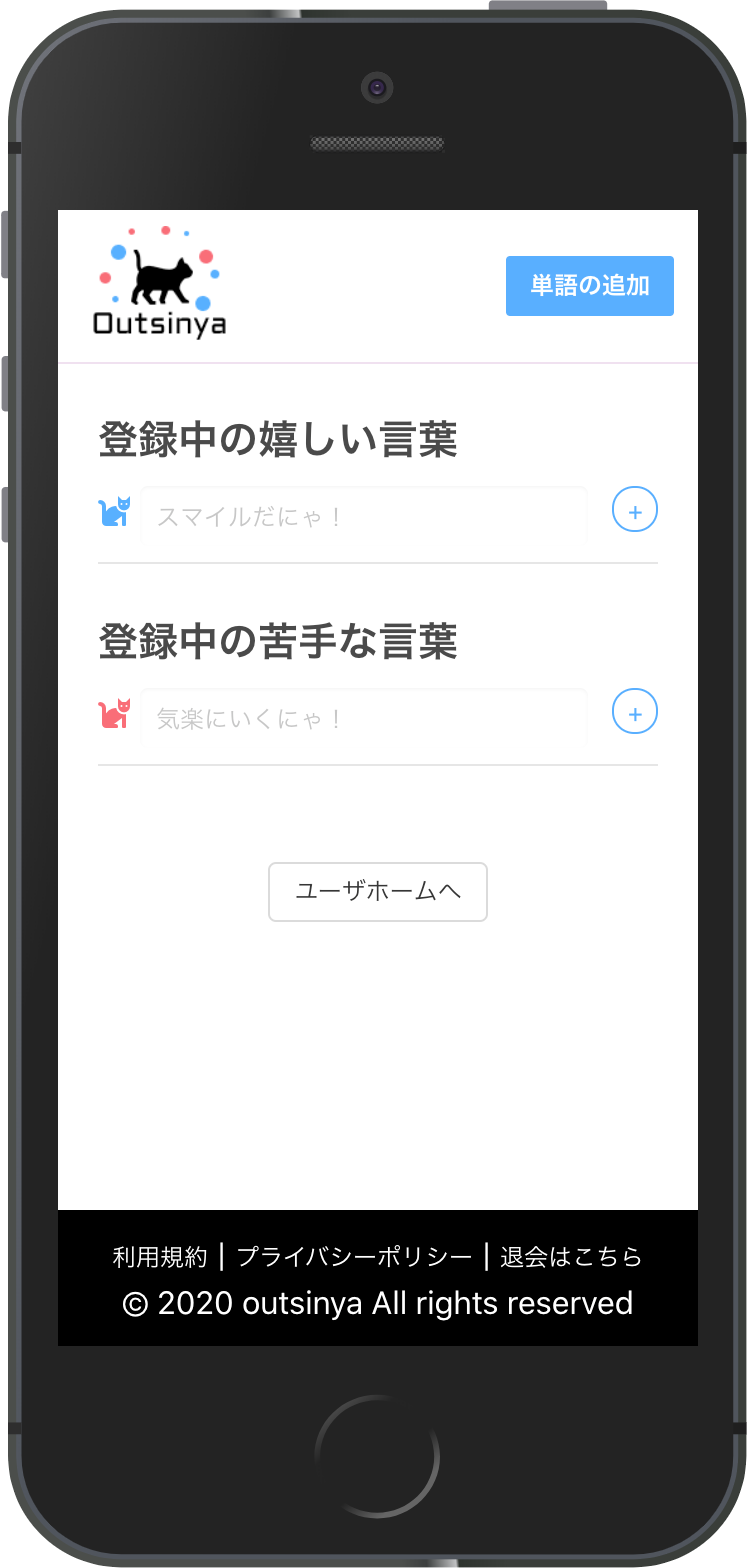 Outsinya
単語の追加
登録中の嬉しい言葉
スマイルだにゃ！
+
登録中の苦手な言葉
気楽にいくにゃ！
+
ユーザホームへ
利用規約 | プライバシーポリシー | 退会はこちら
© 2020 outsinya All rights reserved